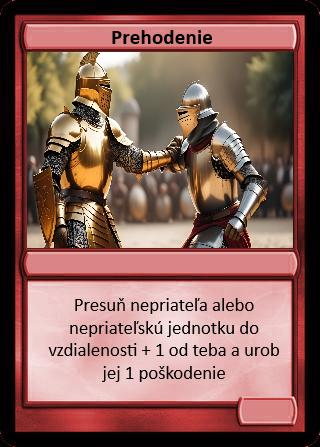 Prehodenie
Presuň nepriateľa alebo
nepriateľskú jednotku do
vzdialenosti + 1 od teba a urob
jej 1 poškodenie